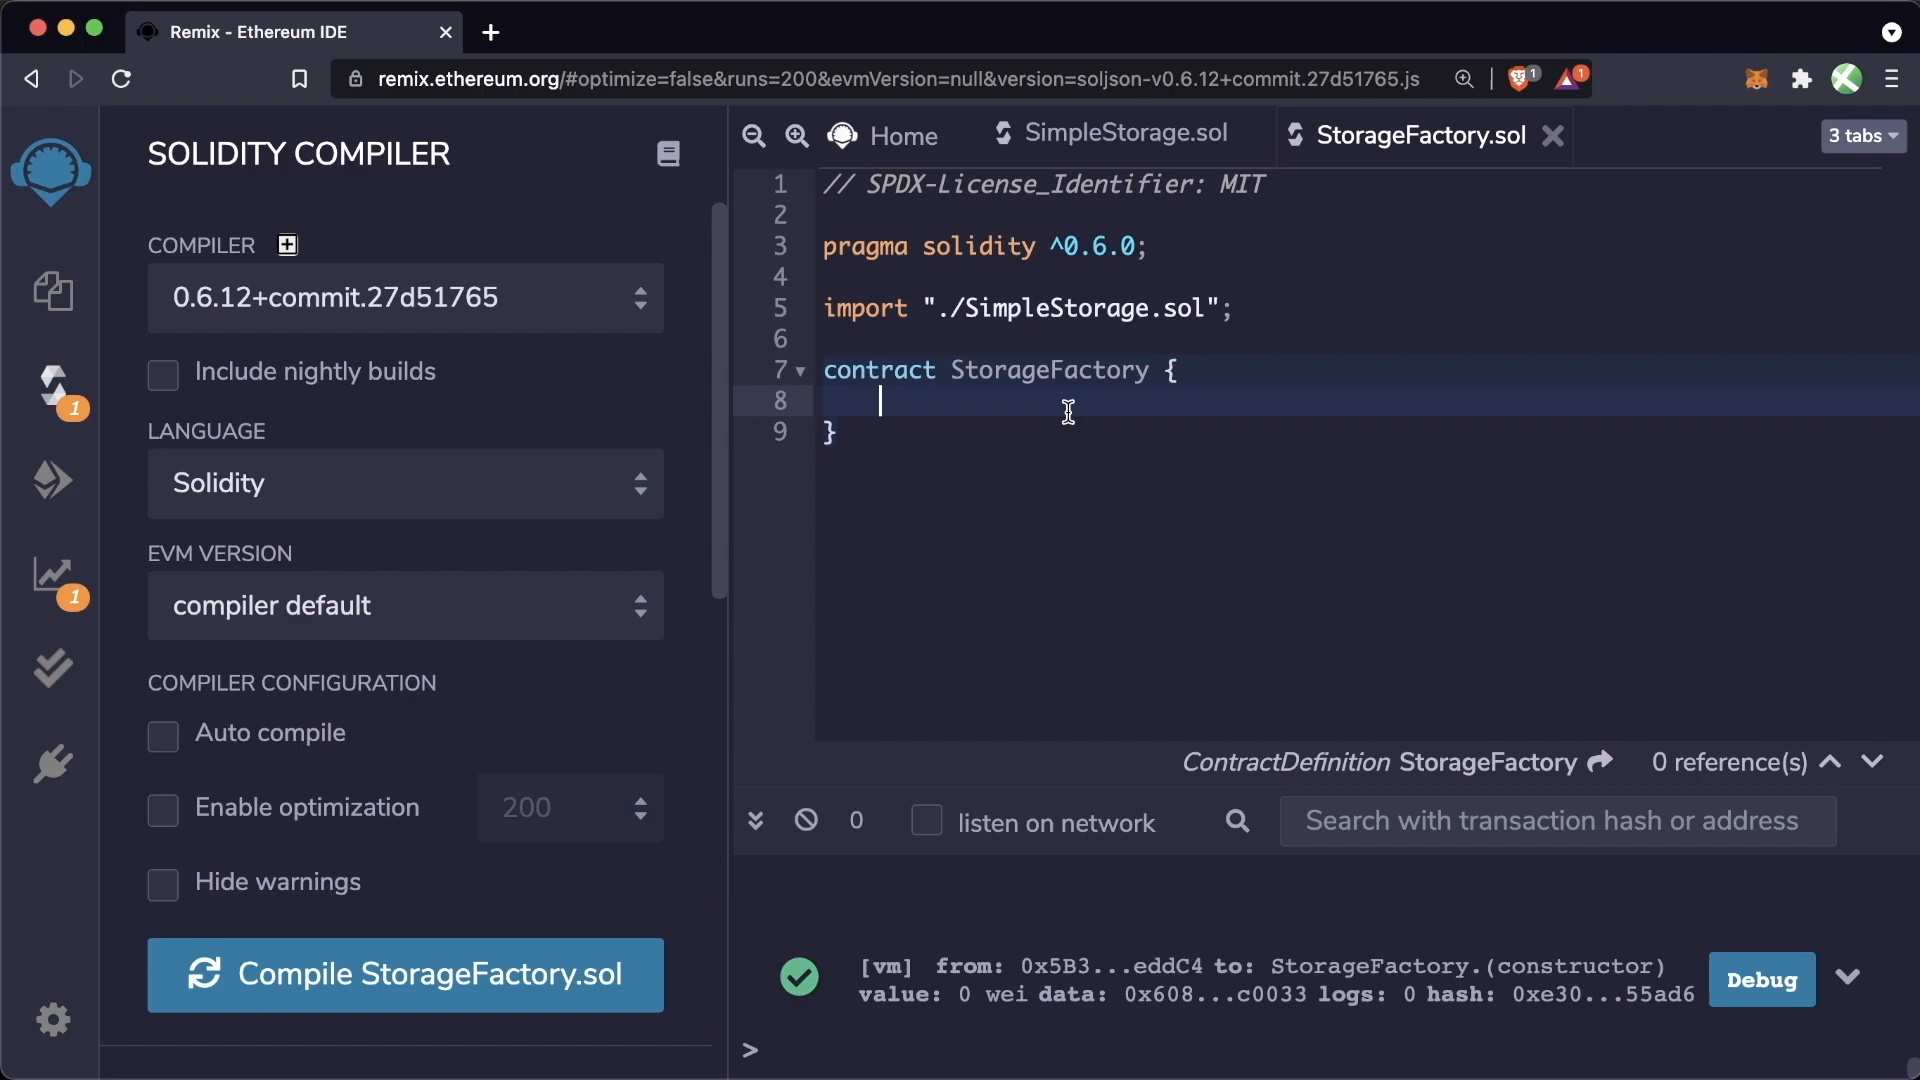 Remix - Ethereum IDE
remix.ethereum.org/#optimize=false&runs=200&evmVersion=null&version=soljson-v0.6.12+commit.27d51765.js
1
1
SOLIDITY COMPILER
COMPILER
0.6.12+commit.27d51765
Include nightly builds
1
LANGUAGE
Solidity
EVM VERSION
compiler default
1
COMPILER CONFIGURATION
Auto compile
Enable optimization
200
Hide warnings
Compile StorageFactory.sol
Home
SimpleStorage.sol
StorageFactory.sol
3 tabs
1 // SPDX-License_Identifier: MIT
2
3 pragma solidity ^0.6.0;
4
5 import "./SimpleStorage.sol";
6
7 contract StorageFactory {
8
9 }
ContractDefinition StorageFactory 0 reference(s)
0 listen on network Search with transaction hash or address
[vm] from: 0x5B3...eddC4 to: StorageFactory.(constructor)
value: 0 wei data: 0x608...c0033 logs: 0 hash: 0xe30...55ad6
Debug
>